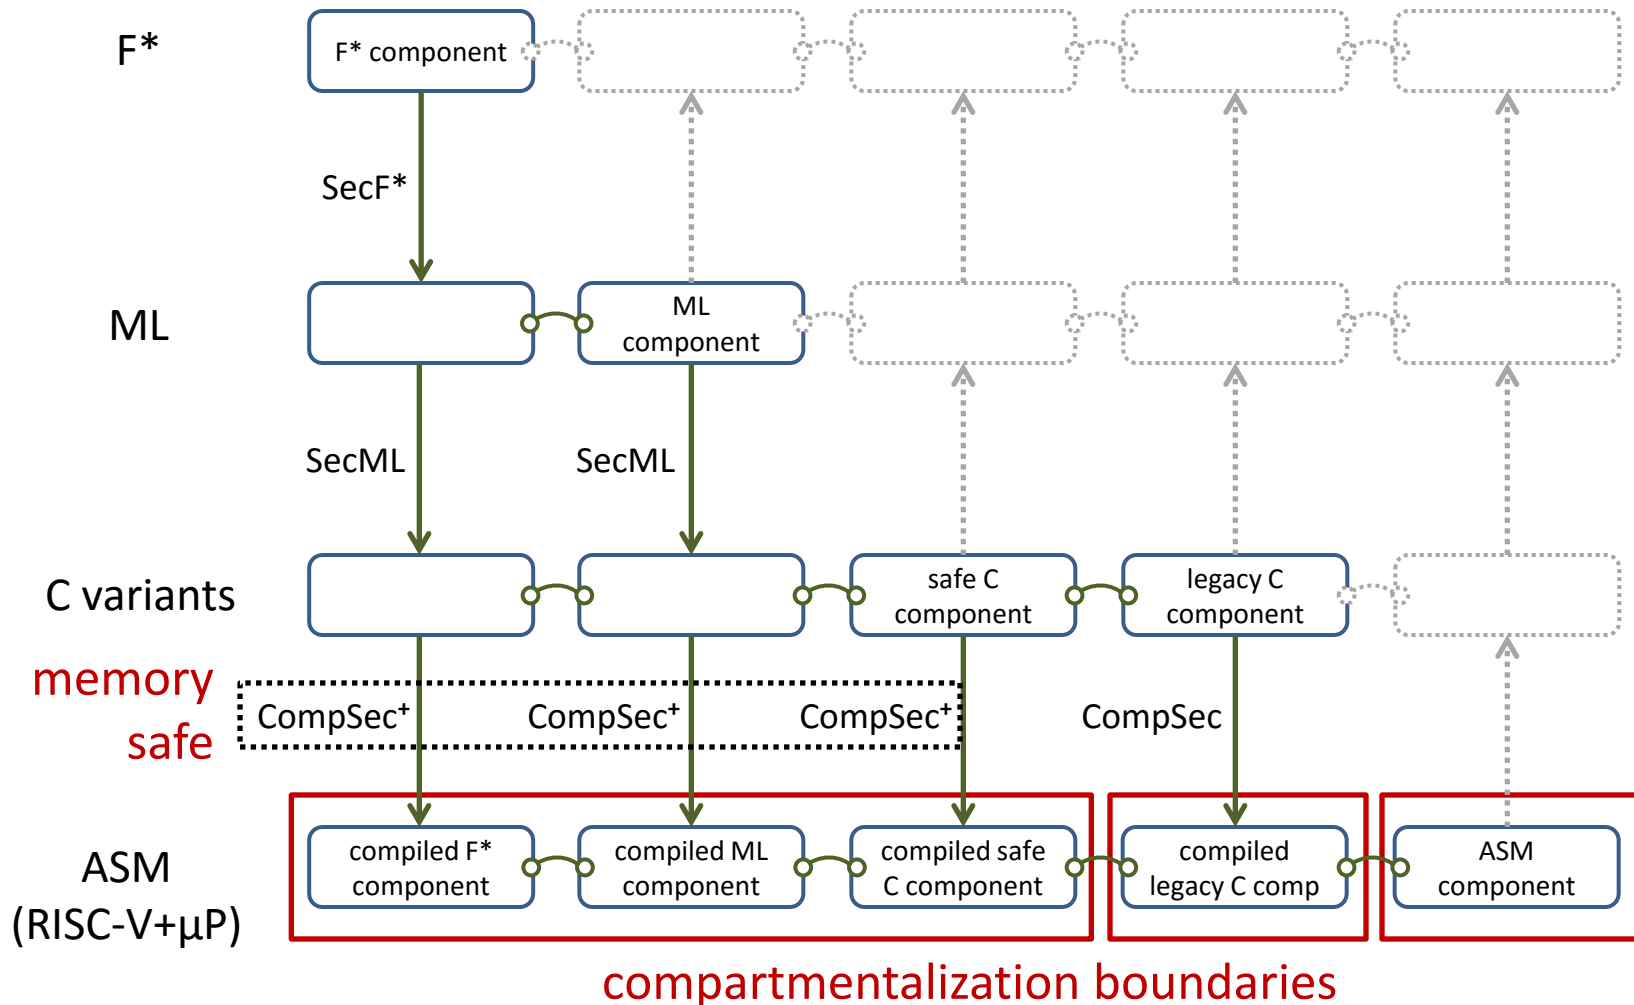 F*
F* component
SecF*
ML
ML
component
SecML
SecML
C variants
safe C
component
legacy C
component
memory
safe
CompSec⁺
CompSec⁺
CompSec⁺
CompSec
ASM
(RISC-V+µP)
compiled F*
component
compiled ML
component
compiled safe
C component
compiled
legacy C comp
ASM
component
compartmentalization boundaries